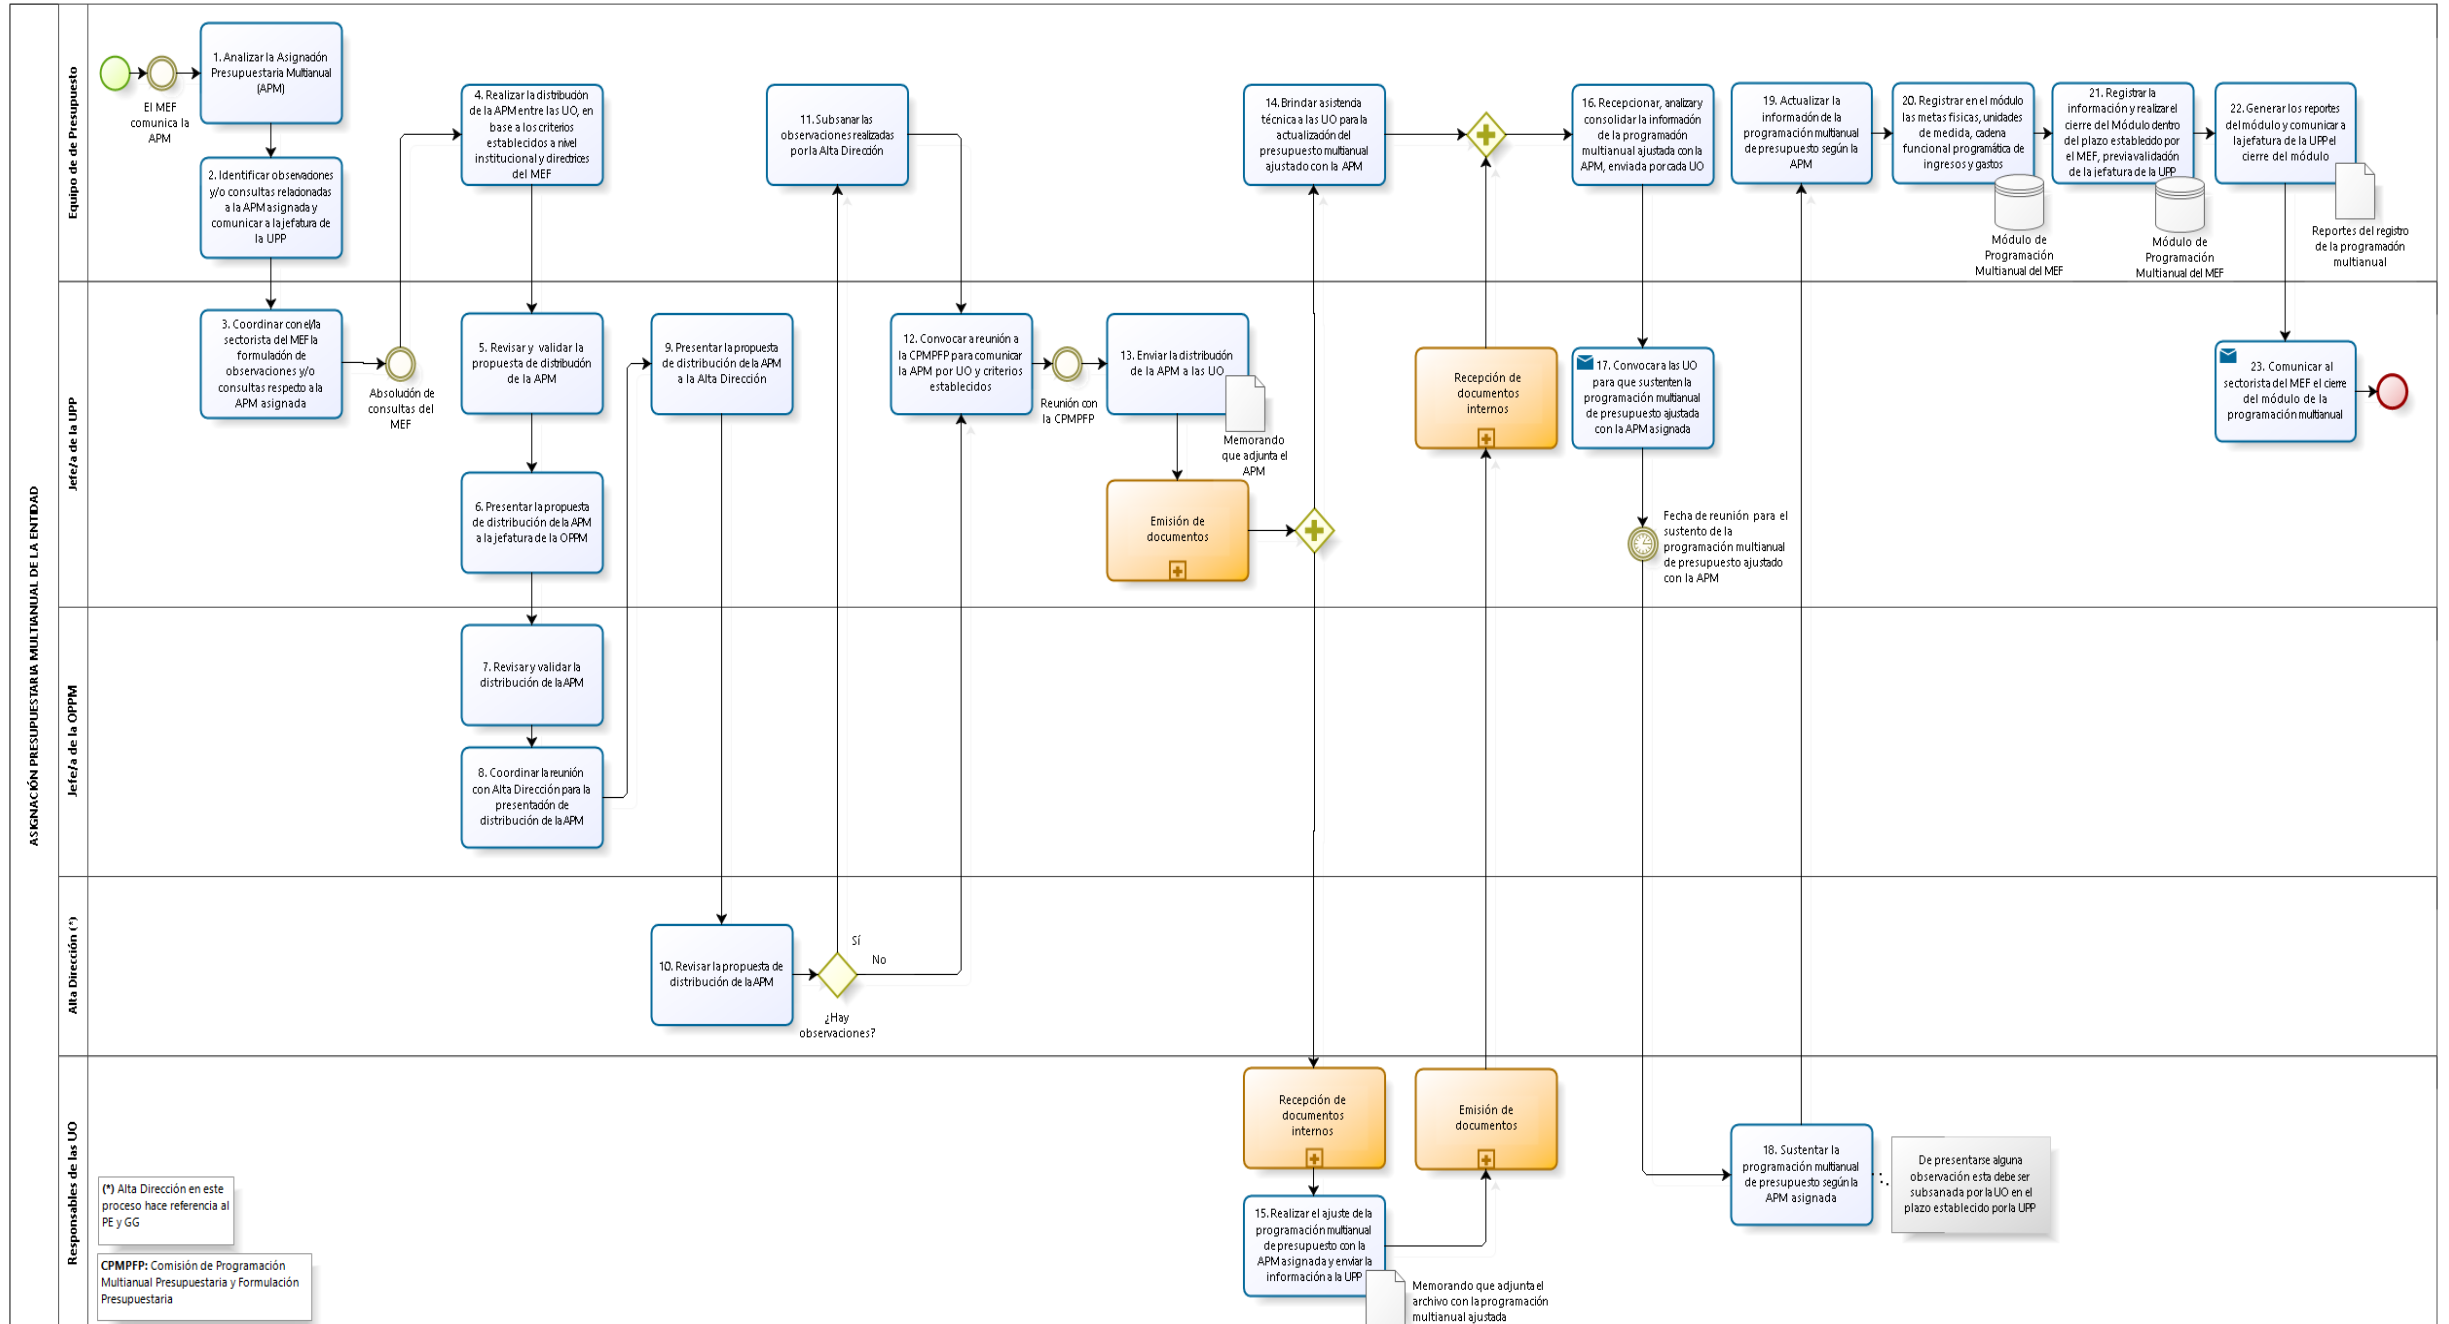 ASIGNACIÓN PRESUPUESTARIA MULTIANUAL DE LA ENTIDAD
Equipo de de Presupuesto
El MEF
comunica la
APM
1. Analizar la Asignación
Presupuestaria Multianual
(APM)
2. Identificar observaciones
y/o consultas relacionadas
a la APM asignada y
comunicar a la jefatura de
la UPP
4. Realizar la distribución
de la APM entre las UO, en
base a los criterios
establecidos a nivel
institucional y directrices
del MEF
11. Subsanar las
observaciones realizadas
por la Alta Dirección
14. Brindar asistencia
técnica a las UO para la
actualización del
presupuesto multianual
ajustado con la APM
16. Recepcionar, analizar y
consolidar la información
de la programación
multianual ajustada con la
APM, enviada por cada UO
19. Actualizar la
información de la
programación multianual
de presupuesto según la
APM
20. Registrar en el módulo
las metas fisicas, unidades
de medida, cadena
funcional programática de
ingresos y gastos
Módulo de
Programación
Multianual del MEF
21. Registrar la
información y realizar el
cierre del Módulo dentro
del plazo establecido por
el MEF, previa validación
de la jefatura de la UPP
Módulo de
Programación
Multianual del MEF
22. Generar los reportes
del módulo y comunicar a
la jefatura de la UPP el
cierre del módulo
Reportes del registro
de la programación
multianual
Jefe/a de la UPP
3. Coordinar con el/la
sectorista del MEF la
formulación de
observaciones y/o
consultas respecto a la
APM asignada
Absolución de
consultas del
MEF
5. Revisar y validar la
propuesta de distribución
de la APM
6. Presentar la propuesta
de distribución de la APM
a la jefatura de la OPPM
9. Presentar la propuesta
de distribución de la APM
a la Alta Dirección
12. Convocar a reunión a
la CPMPFP para comunicar
la APM por UO y criterios
establecidos
Reunión con
la CPMPFP
13. Enviar la distribución
de la APM a las UO
Memorando
que adjunta el
APM
Emisión de
documentos
Recepción de
documentos
internos
17. Convocar a las UO
para que sustenten la
programación multianual
de presupuesto ajustada
con la APM asignada
Fecha de reunión para el
sustento de la
programación multianual
de presupuesto ajustado
con la APM
23. Comunicar al
sectorista del MEF el cierre
del módulo de la
programación multianual
Jefe/a de la OPPM
7. Revisar y validar la
distribución de la APM
8. Coordinar la reunión
con Alta Dirección para la
presentación de
distribución de la APM
Alta Dirección (*)
10. Revisar la propuesta de
distribución de la APM
Sí
No
¿Hay
observaciones?
Responsables de las UO
(*) Alta Dirección en este
proceso hace referencia al
PE y GG
CPMPFP: Comisión de Programación
Multianual Presupuestaria y Formulación
Presupuestaria
Recepción de
documentos
internos
15. Realizar el ajuste de la
programación multianual
de presupuesto con la
APM asignada y enviar la
información a la UPP
Memorando que adjunta el
archivo con la programación
multianual ajustada
Emisión de
documentos
18. Sustentar la
programación multianual
de presupuesto según la
APM asignada
De presentarse alguna
observación esta debe ser
subsanada por la UO en el
plazo establecido por la UPP